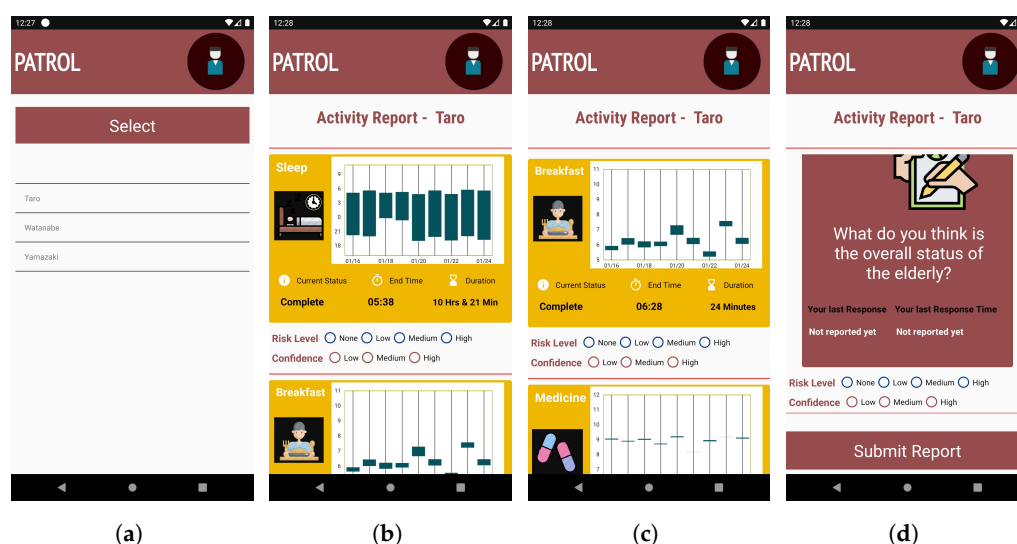 12:27
PATROL
Select
Taro
Watanabe
Yamazaki
(a)
12:28
PATROL
Activity Report - Taro
Sleep
9
6
3
0
21
18
01/16 01/18 01/20 01/22 01/24
Current Status End Time Duration
Complete 05:38 10 Hrs & 21 Min
Risk Level None Low Medium High
Confidence Low Medium High
Breakfast
11
10
9
8
7
6
(b)
12:28
PATROL
Activity Report - Taro
Breakfast
11
10
9
8
7
6
5
01/16 01/18 01/20 01/22 01/24
Current Status End Time Duration
Complete 06:28 24 Minutes
Risk Level None Low Medium High
Confidence Low Medium High
Medicine
12
11
10
9
8
7
(c)
12:28
PATROL
Activity Report - Taro
What do you think is
the overall status of
the elderly?
Your last Response Your last Response Time
Not reported yet Not reported yet
Risk Level None Low Medium High
Confidence Low Medium High
Submit Report
(d)